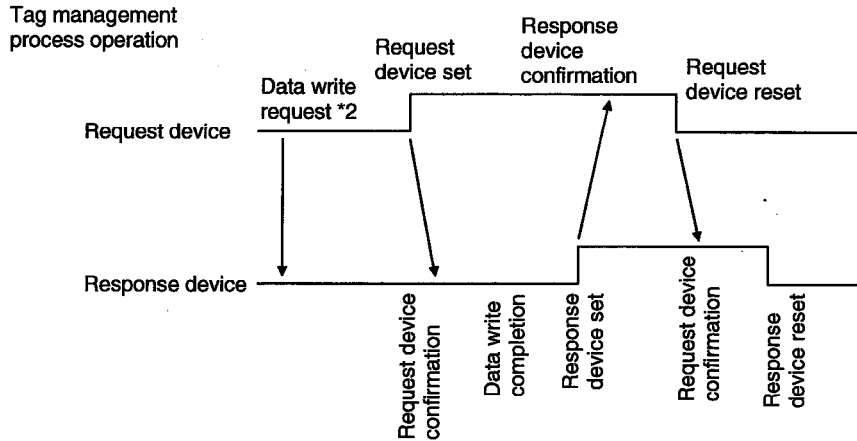 Tag management
process operation
Data write
request *2
Request
device set
Response
device
confirmation
Request
device reset
Request device
Response device
Request device
confirmation
Data write
completion
Response
device set
Request device
confirmation
Response
device reset